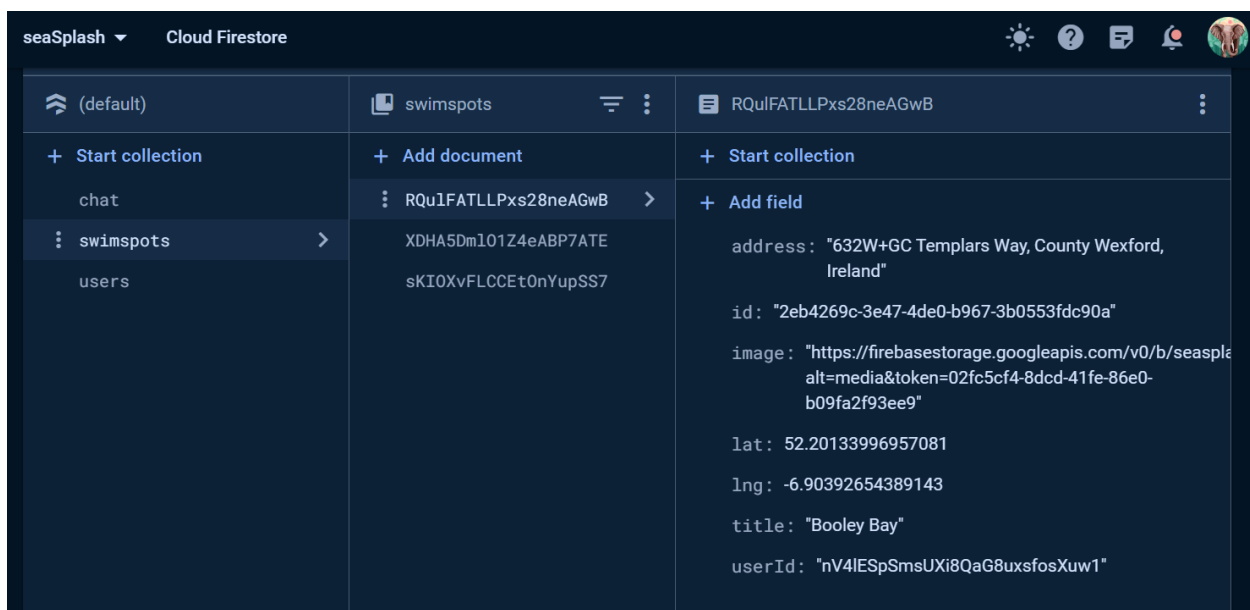 seaSplash Cloud Firestore
(default)
swimspots
RQulFATLLPxs28neAGwB
+ Start collection
+ Add document
+ Start collection
chat
swimspots
users
RQulFATLLPxs28neAGwB
XDHA5DmlO1Z4eABP7ATE
sKIOXvFLCCEtOnYupSS7
+ Add field
address: "632W+GC Templars Way, County Wexford,
Ireland"
id: "2eb4269c-3e47-4de0-b967-3b0553fdc90a"
image: "https://firebasestorage.googleapis.com/v0/b/seaspla
alt=media&token=02fc5cf4-8dcd-41fe-86e0-
b09fa2f93ee9"
lat: 52.20133996957081
lng: -6.90392654389143
title: "Booley Bay"
userId: "nV4lESpSmsUXi8QaG8uxsfosXuw1"